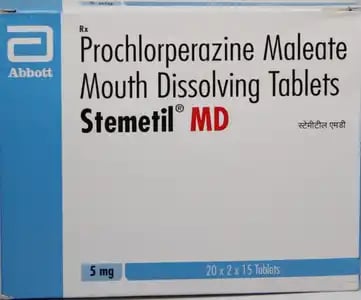 Abbott
Rx
Prochlorperazine Maleate
Mouth Dissolving Tablets
Stemetil® MD
स्टेमीटील एमडी
5 mg
20 x 2 x 15 Tablets